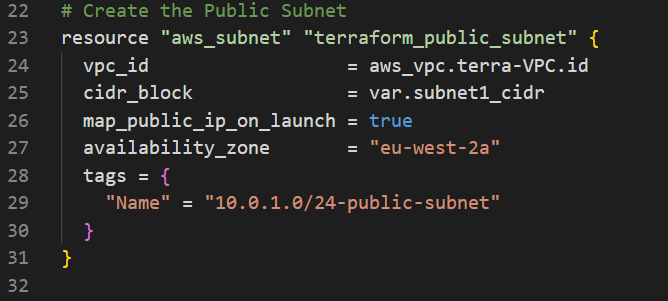 22 # Create the Public Subnet
23 resource "aws_subnet" "terraform_public_subnet" {
24 vpc_id = aws_vpc.terra-VPC.id
25 cidr_block = var.subnet1_cidr
26 map_public_ip_on_launch = true
27 availability_zone = "eu-west-2a"
28 tags = {
29 "Name" = "10.0.1.0/24-public-subnet"
30 }
31 }
32